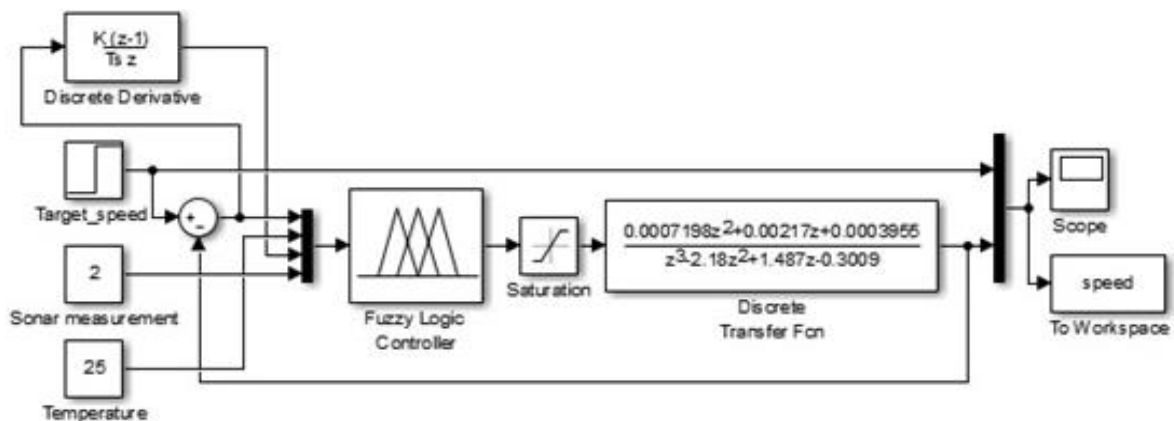 K (z-1)
Ts z
Discrete Derivative
Target_speed
+
-
2
Sonar measurement
25
Temperature
Fuzzy Logic
Controller
Saturation
0.0007198z2+0.00217z+0.0003955
z3-2.18z2+1.487z-0.3009
Discrete
Transfer Fcn
Scope
speed
To Workspace